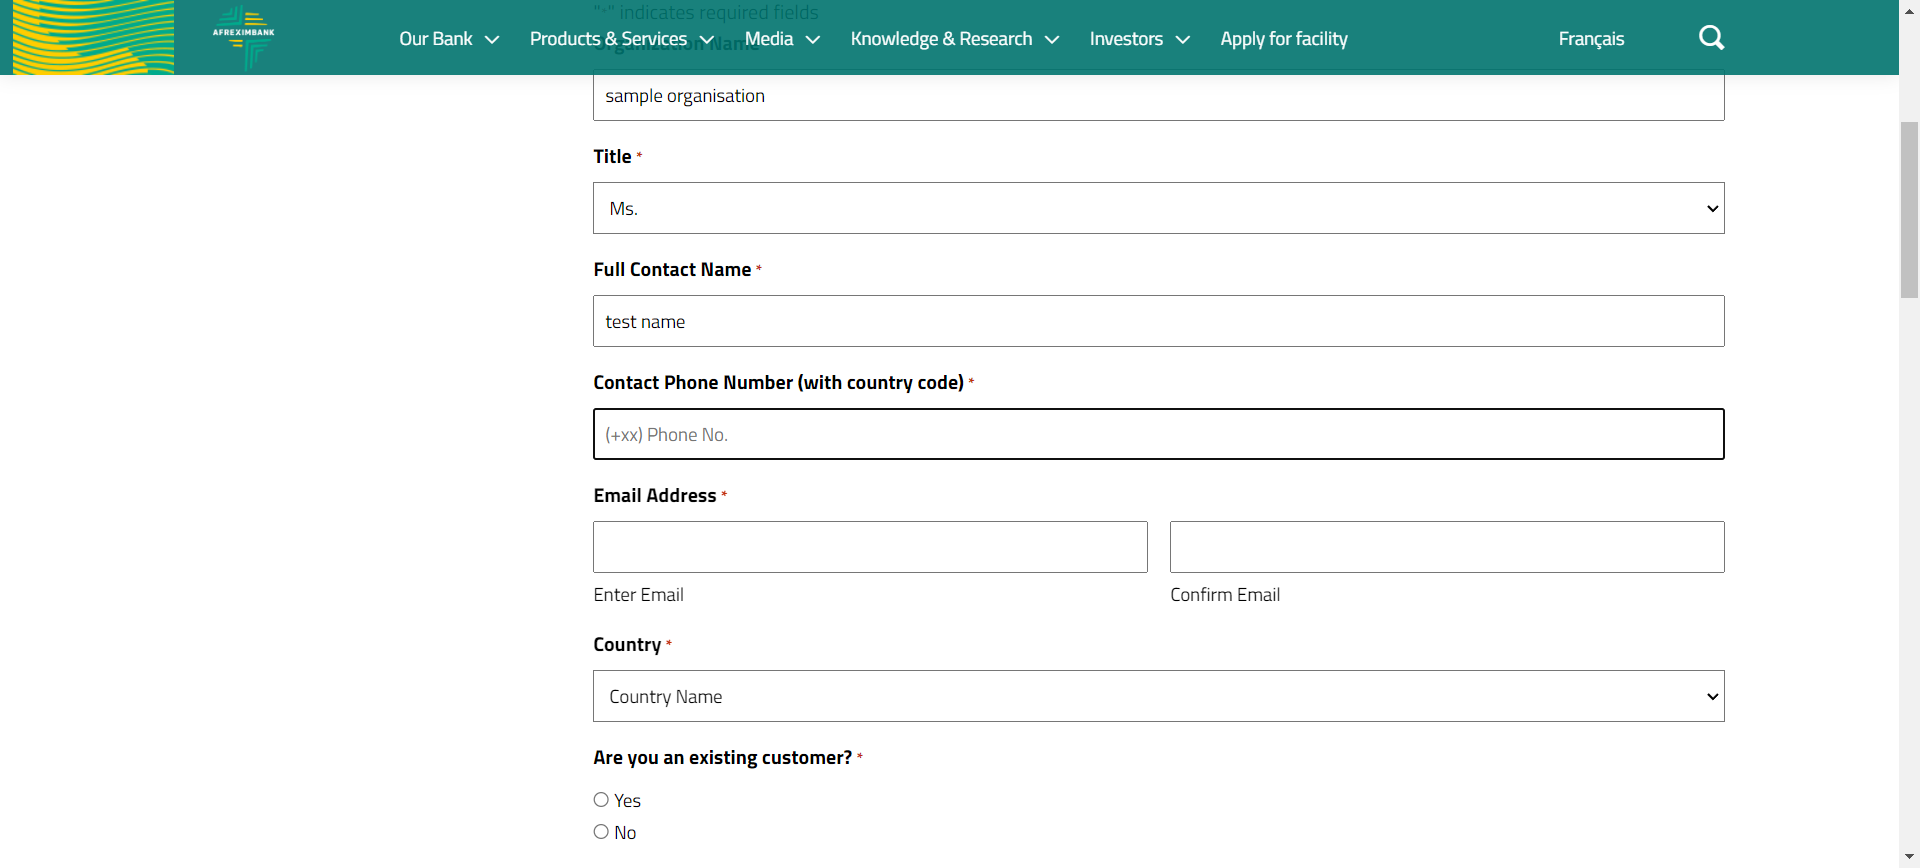 "*" indicates required fields
AFREXIMBANK
Our Bank
Products & Services
Media
Knowledge & Research
Investors
Apply for facility
Français
Organization Name
sample organisation
Title *
Ms.
Full Contact Name *
test name
Contact Phone Number (with country code) *
(+xx) Phone No.
Email Address *
Enter Email
Confirm Email
Country *
Country Name
Are you an existing customer? *
Yes
No